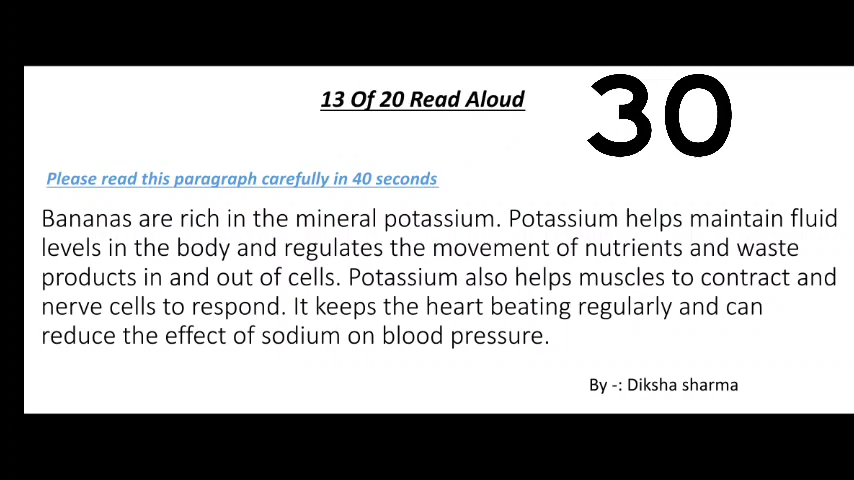 13 Of 20 Read Aloud
30
Please read this paragraph carefully in 40 seconds
Bananas are rich in the mineral potassium. Potassium helps maintain fluid
levels in the body and regulates the movement of nutrients and waste
products in and out of cells. Potassium also helps muscles to contract and
nerve cells to respond. It keeps the heart beating regularly and can
reduce the effect of sodium on blood pressure.
By -: Diksha sharma